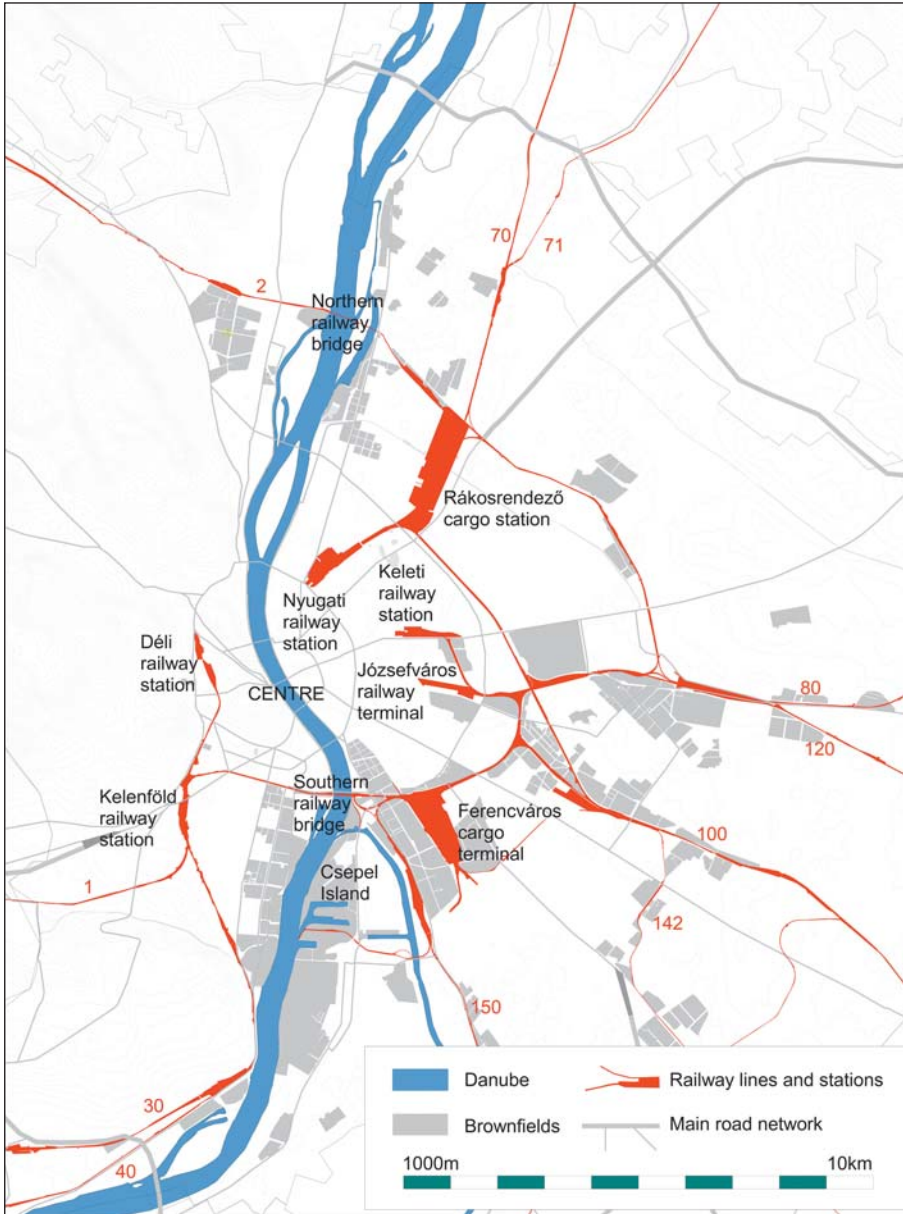 70
71
2
Northern
railway
bridge
Rákosrendező
cargo station
Keleti
railway
station
Nyugati
railway
station
Déli
railway
station
Józsefváros
railway
terminal
CENTRE
80
120
Kelenföld
railway
station
Southern
railway
bridge
Ferencváros
cargo
terminal
100
Csepel
Island
1
142
150
30
40
Danube
Railway lines and stations
Brownfields
Main road network
1000m
10km